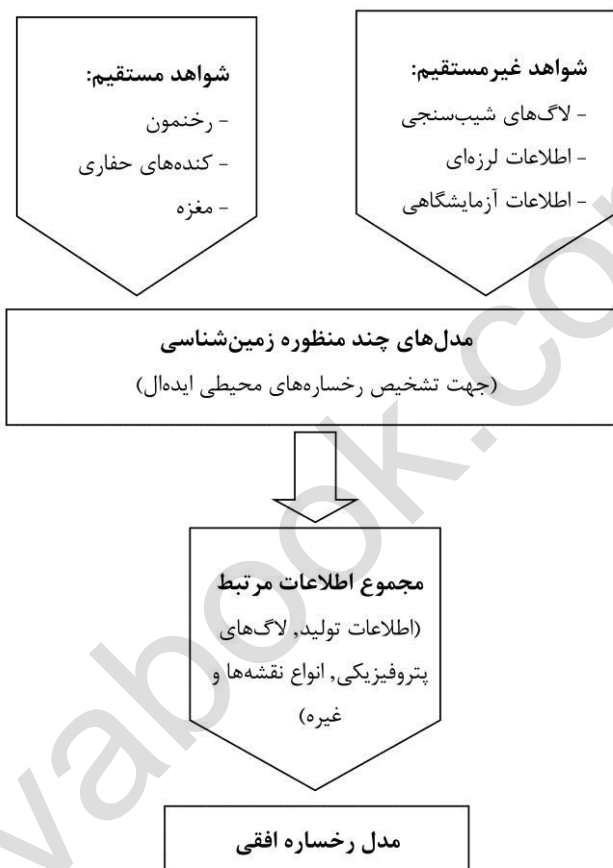 شواهد مستقیم:
- رخنمون
- کنده‌های حفاری
- مغزه
شواهد غیرمستقیم:
- لاگ‌های شیب‌سنجی
- اطلاعات لرزه‌ای
- اطلاعات آزمایشگاهی
مدل‌های چند منظوره زمین‌شناسی
(جهت تشخیص رخساره‌های محیطی ایده‌ال)
مجموع اطلاعات مرتبط
(اطلاعات تولید, لاگ‌های
پتروفیزیکی, انواع نقشه‌ها و
غیره)
مدل رخساره افقی
vabook.co